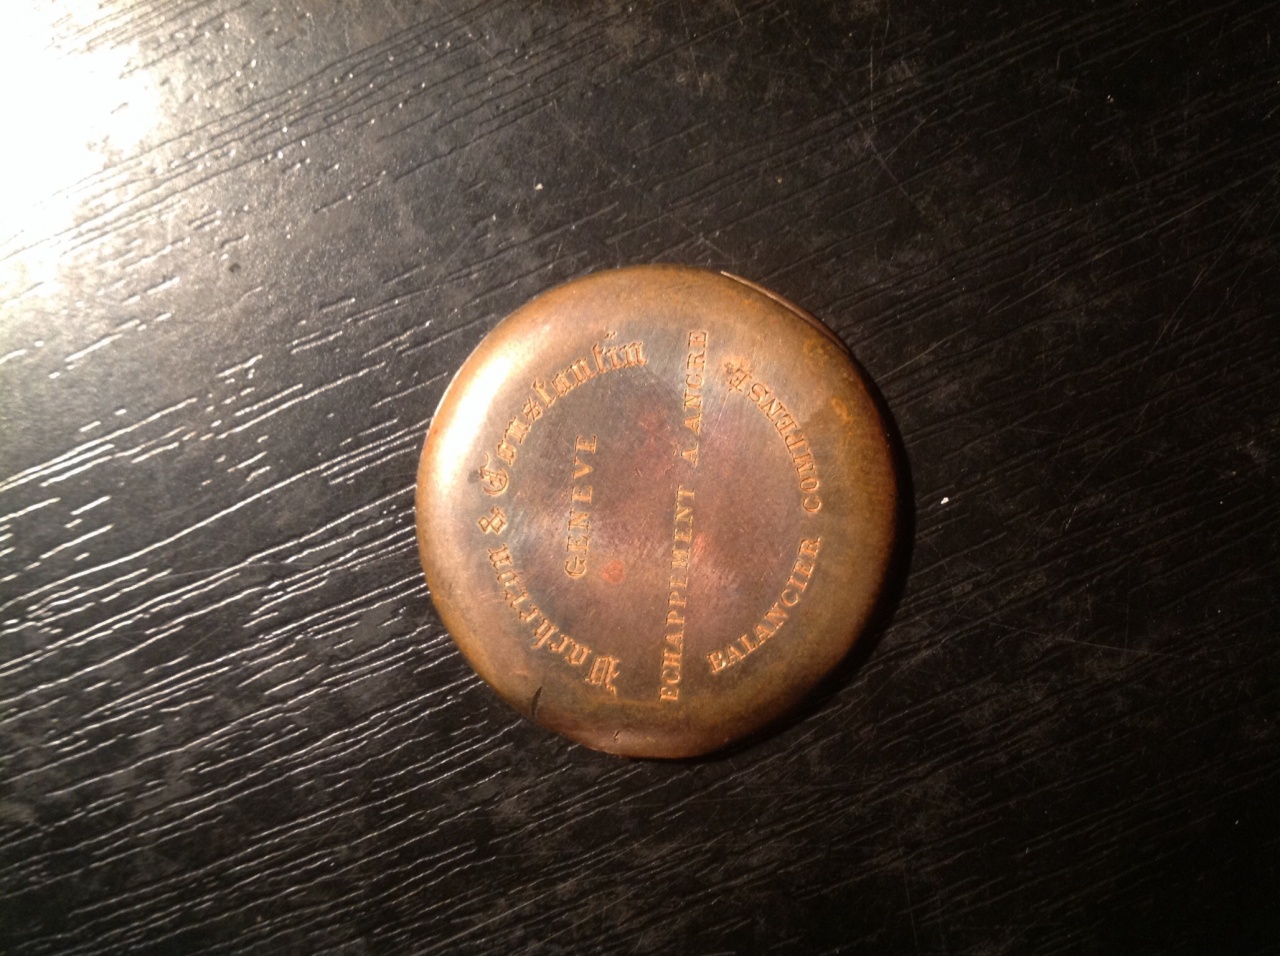 Vacheron & Constantin
GENEVE
ECHAPPEMENT A ANCRE
BALANCIER COMPENSÉ